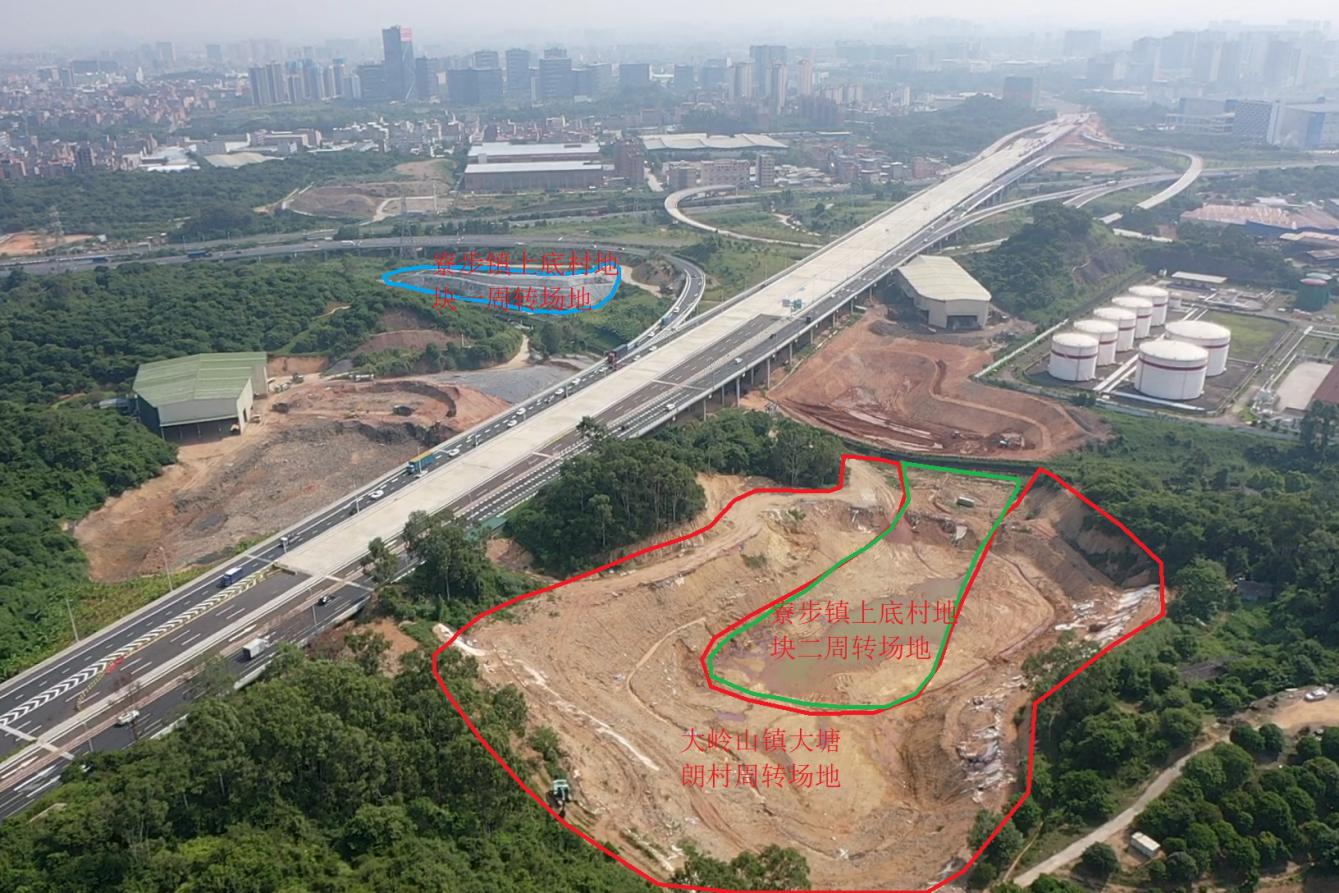 寮步镇上底村地
块一周转场地
寮步镇上底村地
块二周转场地
大岭山镇大塘
朗村周转场地